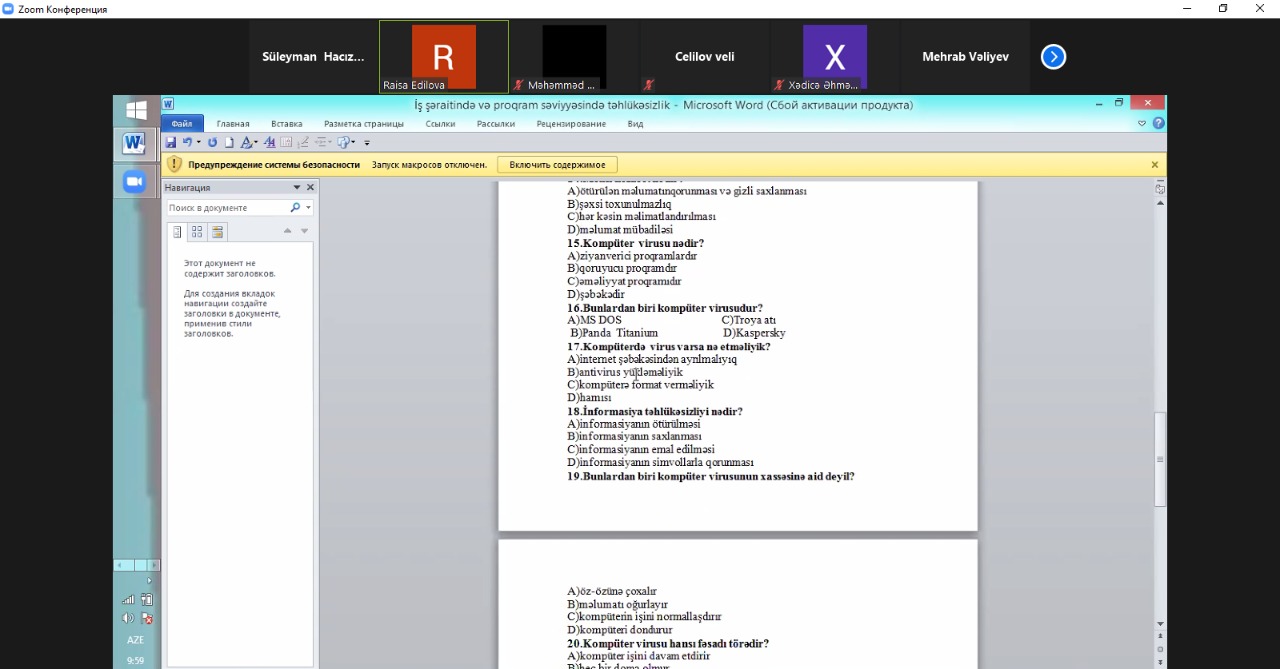 Zoom Конференция
Süleyman Hacız...
R
Raisa Edilova
Məhəmməd ...
Celilov veli
X
Xədicə Əhmə...
Mehrab Vəliyev
İş şəraitində və proqram səviyyəsində təhlükəsizlik - Microsoft Word (Сбой активации продукта)
Файл Главная Вставка Разметка страницы Ссылки Рассылки Рецензирование Вид
Предупреждение системы безопасности Запуск макросов отключен. Включить содержимое
Навигация
Поиск в документе
Этот документ не
содержит заголовков.
Для создания вкладок
навигации создайте
заголовки в документе,
применив стили
заголовков.
A)ötürülən məlumatınqorunması və gizli saxlanması
B)şəxsi toxunulmazlıq
C)hər kəsin məlimatlandırılması
D)məlumat mübadiləsi
15.Kompüter virusu nədir?
A)ziyanverici proqramlardır
B)qoruyucu proqramdır
C)əməliyyat proqramıdır
D)şəbəkədir
16.Bunlardan biri kompüter virusudur?
A)MS DOS C)Troya atı
B)Panda Titanium D)Kaspersky
17.Kompüterdə virus varsa nə etməliyik?
A)internet şəbəkəsindən ayrılmalıyıq
B)antivirus yükləməliyik
C)kompüterə format verməliyik
D)hamısı
18.İnformasiya təhlükəsizliyi nədir?
A)informasiyanın ötürülməsi
B)informasiyanın saxlanması
C)informasiyanın emal edilməsi
D)informasiyanın simvollarla qorunması
19.Bunlardan biri kompüter virusunun xassəsinə aid deyil?
A)öz-özünə çoxalır
B)məlumatı oğurlayır
C)kompüterin işini normallaşdırır
D)kompüteri dondurur
20.Kompüter virusu hansı fəsadı törədir?
A)kompüter işini davam etdirir
AZE
9:59